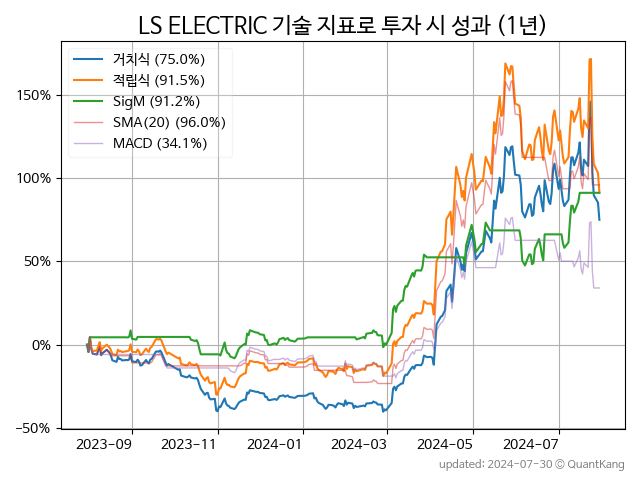 LS ELECTRIC 기술 지표로 투자 시 성과 (1년)
거치식 (75.0%)
적립식 (91.5%)
SigM (91.2%)
SMA(20) (96.0%)
MACD (34.1%)
150%
100%
50%
0%
−50%
2023-09 2023-11 2024-01 2024-03 2024-05 2024-07
updated: 2024-07-30 © QuantKang